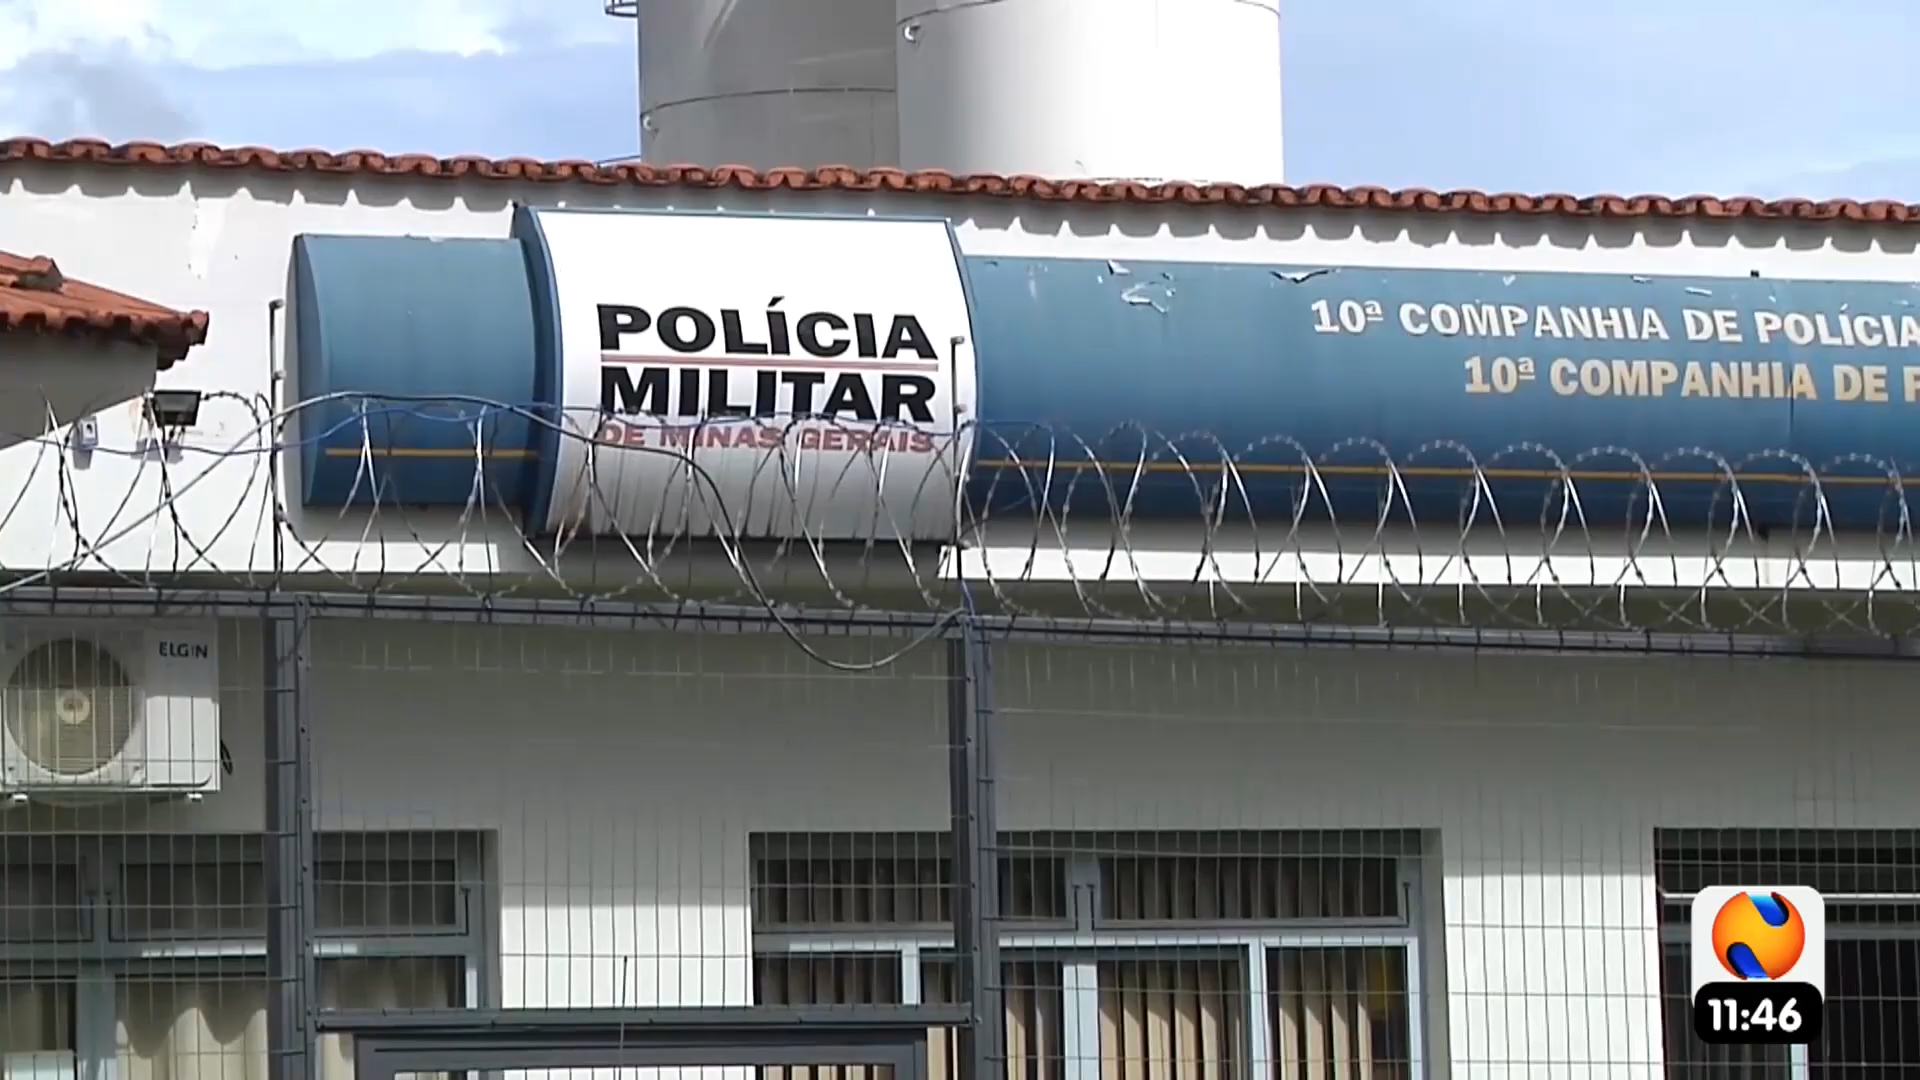 POLÍCIA
MILITAR
DE MINAS GERAIS
10ª COMPANHIA DE POLÍCIA
10ª COMPANHIA DE
ELGIN
11:46